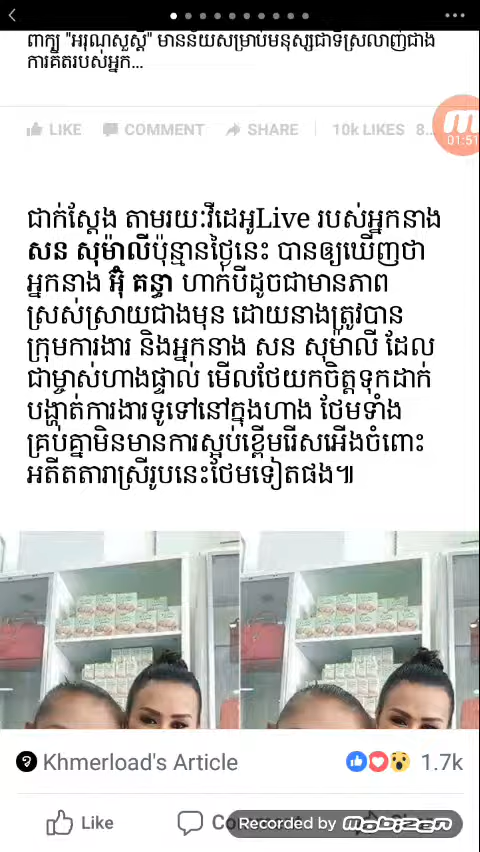 ពាក្យ "អរុណសួស្តី" មានន័យសម្រាប់មនុស្សជាទីស្រលាញ់ជាង
ការគិតរបស់អ្នក...
LIKE COMMENT SHARE 10k LIKES 8...
01:51
ជាក់ស្តែង តាមរយៈវីដេអូLive របស់អ្នកនាង
សន សុម៉ាលីប៉ុន្មានថ្ងៃនេះ បានឲ្យឃើញថា
អ្នកនាង អ៊ុំ គន្ធា ហាក់បីដូចជាមានភាព
ស្រស់ស្រាយជាងមុន ដោយនាងត្រូវបាន
ក្រុមការងារ និងអ្នកនាង សន សុម៉ាលី ដែល
ជាម្ចាស់ហាងផ្ទាល់ មើលថែយកចិត្តទុកដាក់
បង្ហាត់ការងារទូទៅនៅក្នុងហាង ថែមទាំង
គ្រប់គ្នាមិនមានការស្អប់ខ្ពើមរើសអើងចំពោះ
អតីតតារាស្រីរូបនេះថែមទៀតផង៕
Khmerload's Article 1.7k
Like
Recorded by mobizen